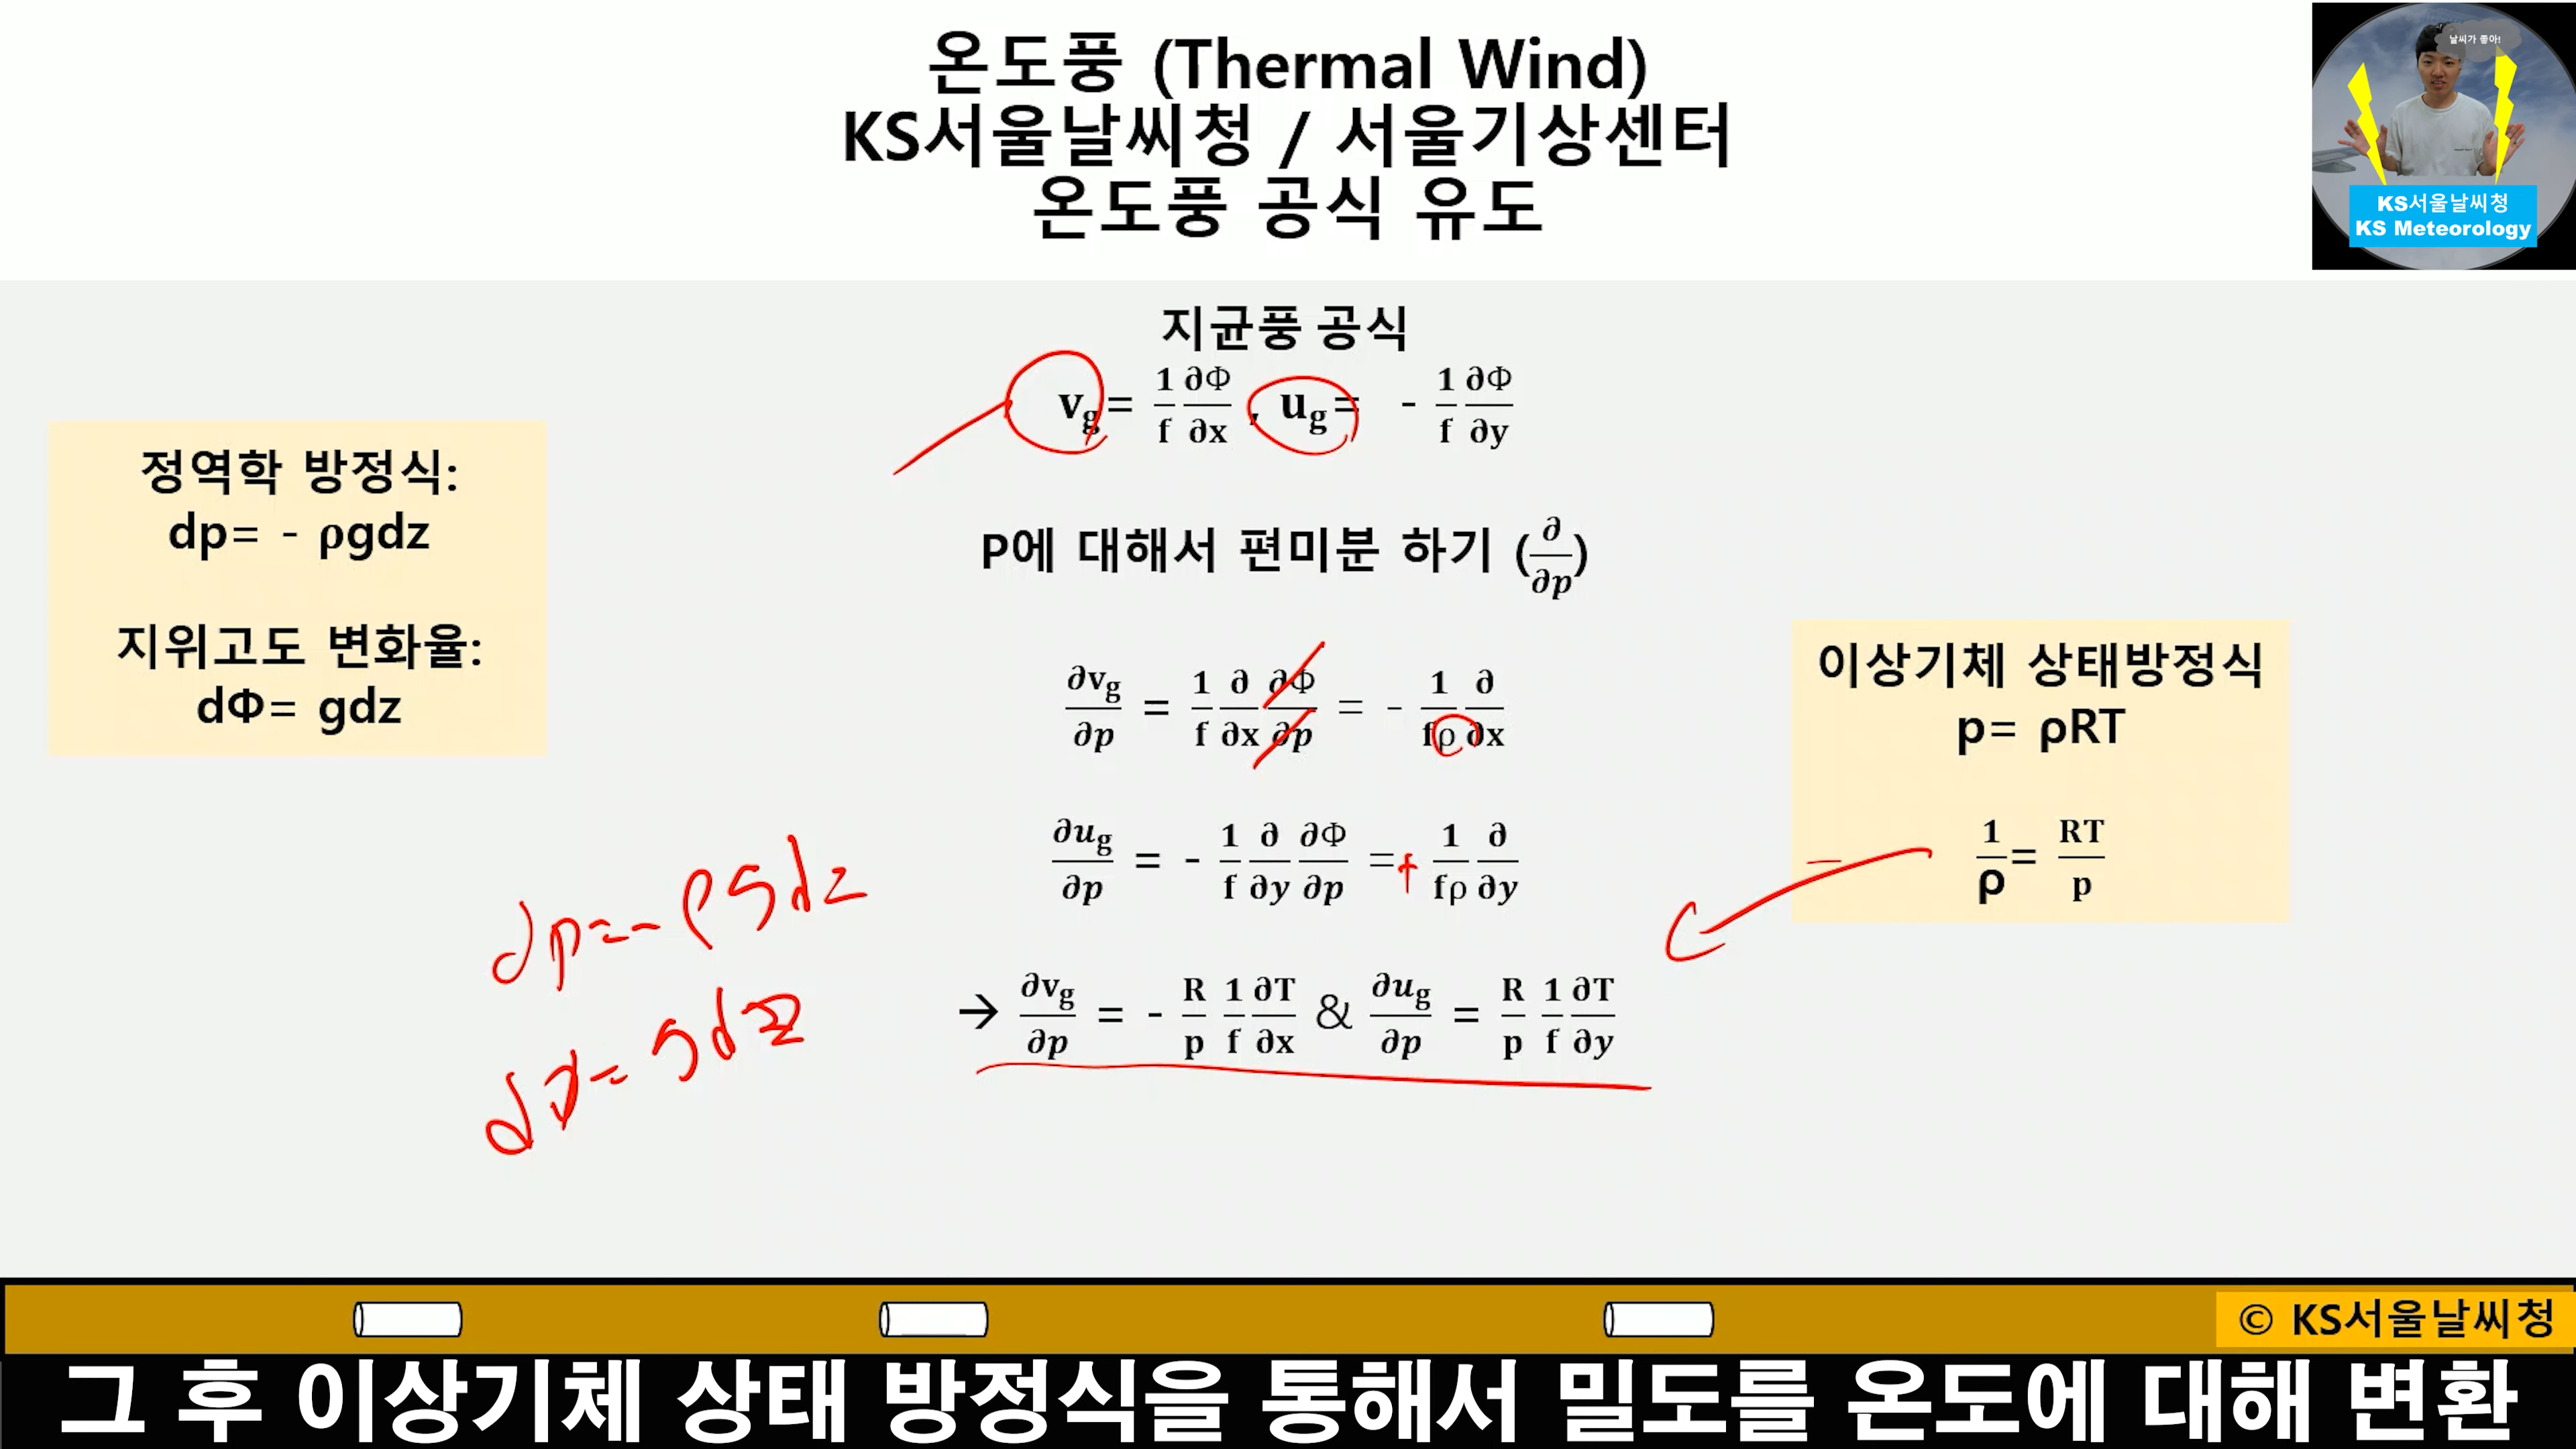 온도풍 (Thermal Wind)
KS서울날씨청 / 서울기상센터
온도풍 공식 유도
날씨가 좋아!
KS서울날씨청
KS Meteorology
지균풍 공식
v_g = 1/f ∂Φ/∂x , u_g = - 1/f ∂Φ/∂y
정역학 방정식:
dp= - ρgdz
지위고도 변화율:
dΦ= gdz
P에 대해서 편미분 하기 (∂/∂p)
∂v_g/∂p = 1/f ∂/∂x ∂Φ/∂p = - 1/fρ ∂/∂x
∂u_g/∂p = - 1/f ∂/∂y ∂Φ/∂p =+ 1/fρ ∂/∂y
→ ∂v_g/∂p = - R/p 1/f ∂T/∂x & ∂u_g/∂p = R/p 1/f ∂T/∂y
이상기체 상태방정식
p= ρRT
1/ρ = RT/p
dp=-ρgdz
dΦ=gdz
© KS서울날씨청
그 후 이상기체 상태 방정식을 통해서 밀도를 온도에 대해 변환